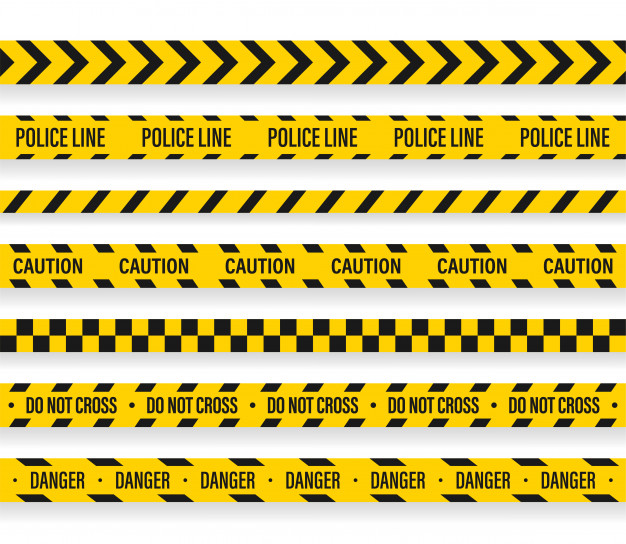 POLICE LINE POLICE LINE POLICE LINE POLICE LINE POLICE LINE
CAUTION CAUTION CAUTION CAUTION CAUTION CAUTION
• DO NOT CROSS • DO NOT CROSS • DO NOT CROSS • DO NOT CROSS • DO NOT CROSS •
• DANGER • DANGER • DANGER • DANGER • DANGER • DANGER • DANGER •